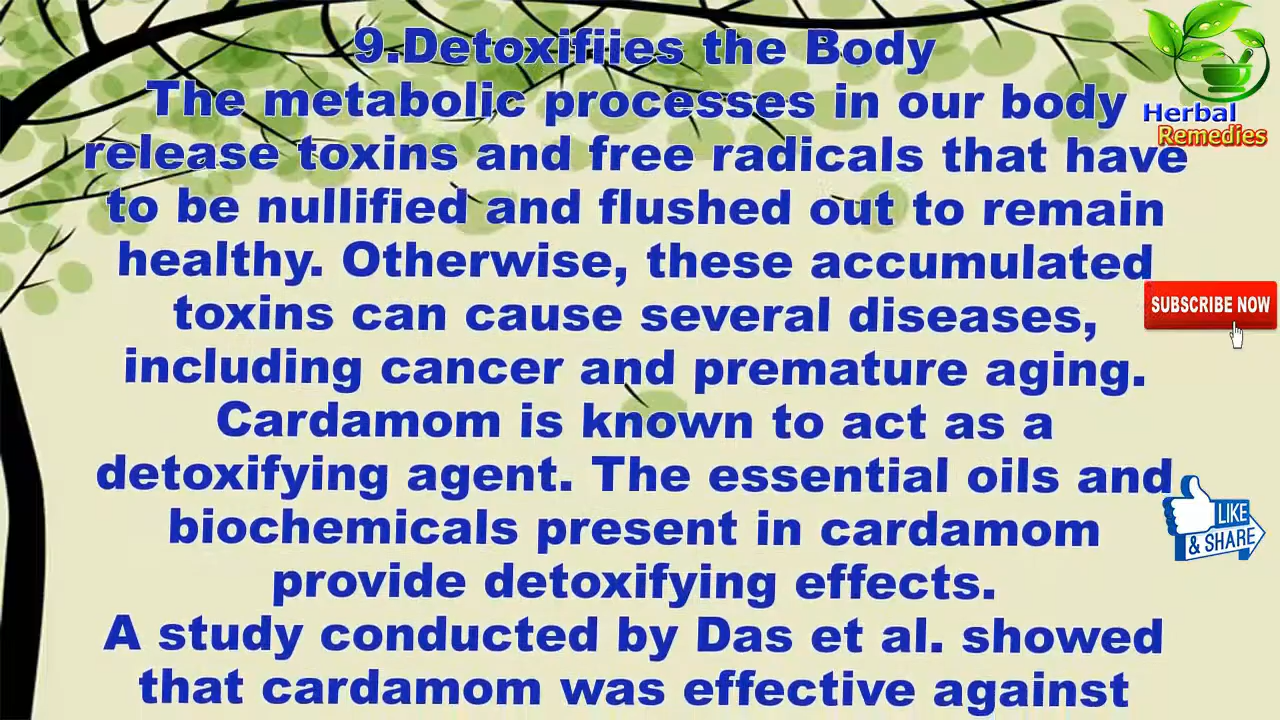 9.Detoxifiies the Body
The metabolic processes in our body
release toxins and free radicals that have
to be nullified and flushed out to remain
healthy. Otherwise, these accumulated
toxins can cause several diseases,
including cancer and premature aging.
Cardamom is known to act as a
detoxifying agent. The essential oils and
biochemicals present in cardamom
provide detoxifying effects.
A study conducted by Das et al. showed
that cardamom was effective against
Herbal
Remedies
SUBSCRIBE NOW
LIKE
& SHARE